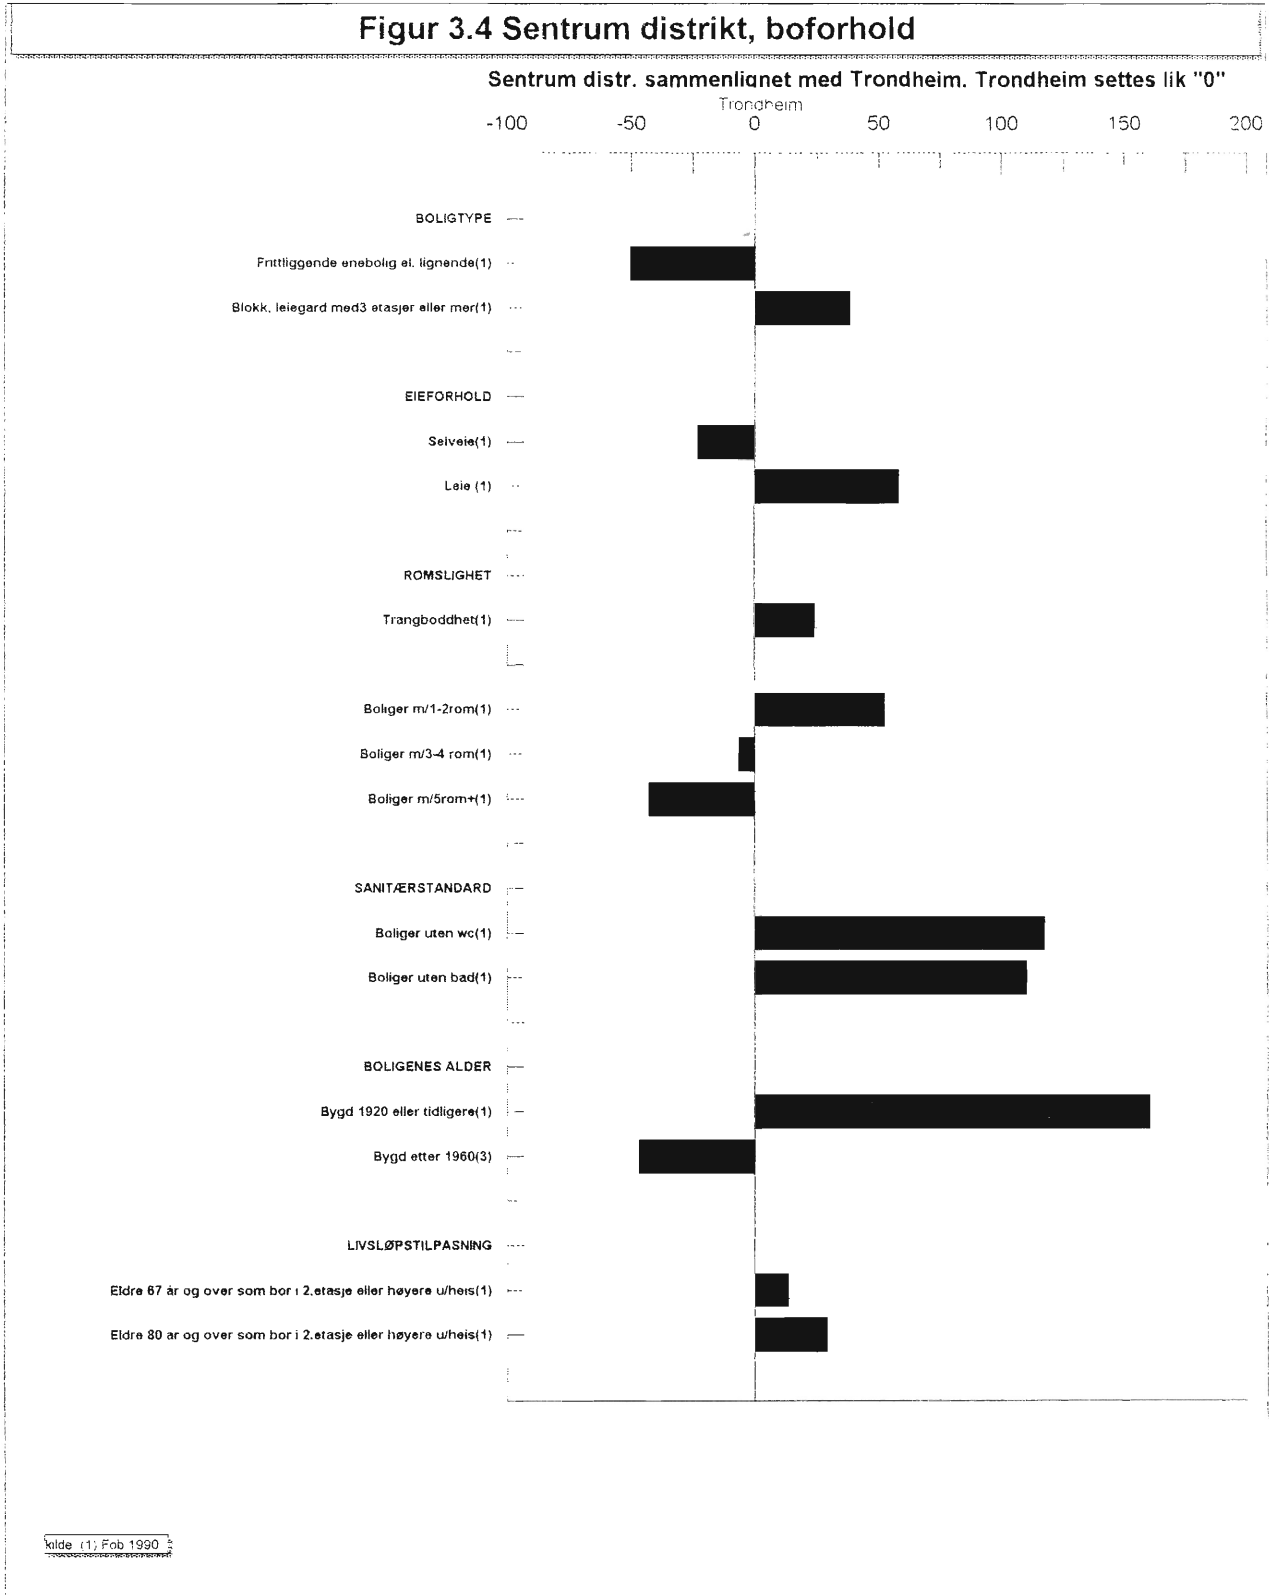 Figur 3.4 Sentrum distrikt, boforhold
Sentrum distr. sammenlignet med Trondheim. Trondheim settes lik "0"
Trondheim
-100 -50 0 50 100 150 200
BOLIGTYPE
Frittliggende enebolig el. lignende(1)
Blokk, leiegard med3 etasjer eller mer(1)
EIEFORHOLD
Selveie(1)
Leie (1)
ROMSLIGHET
Trangboddhet(1)
Boliger m/1-2rom(1)
Boliger m/3-4 rom(1)
Boliger m/5rom+(1)
SANITÆRSTANDARD
Boliger uten wc(1)
Boliger uten bad(1)
BOLIGENES ALDER
Bygd 1920 eller tidligere(1)
Bygd etter 1960(3)
LIVSLØPSTILPASNING
Eldre 67 år og over som bor i 2.etasje eller høyere u/heis(1)
Eldre 80 ar og over som bor i 2.etasje eller høyere u/heis(1)
kilde (1) Fob 1990